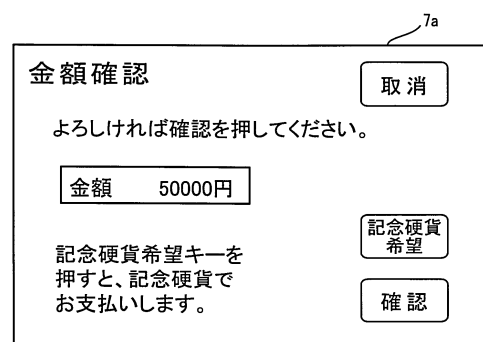 7a
金額確認
取消
よろしければ確認を押してください。
金額 50000円
記念硬貨希望キーを
押すと、記念硬貨で
お支払いします。
記念硬貨
希望
確認